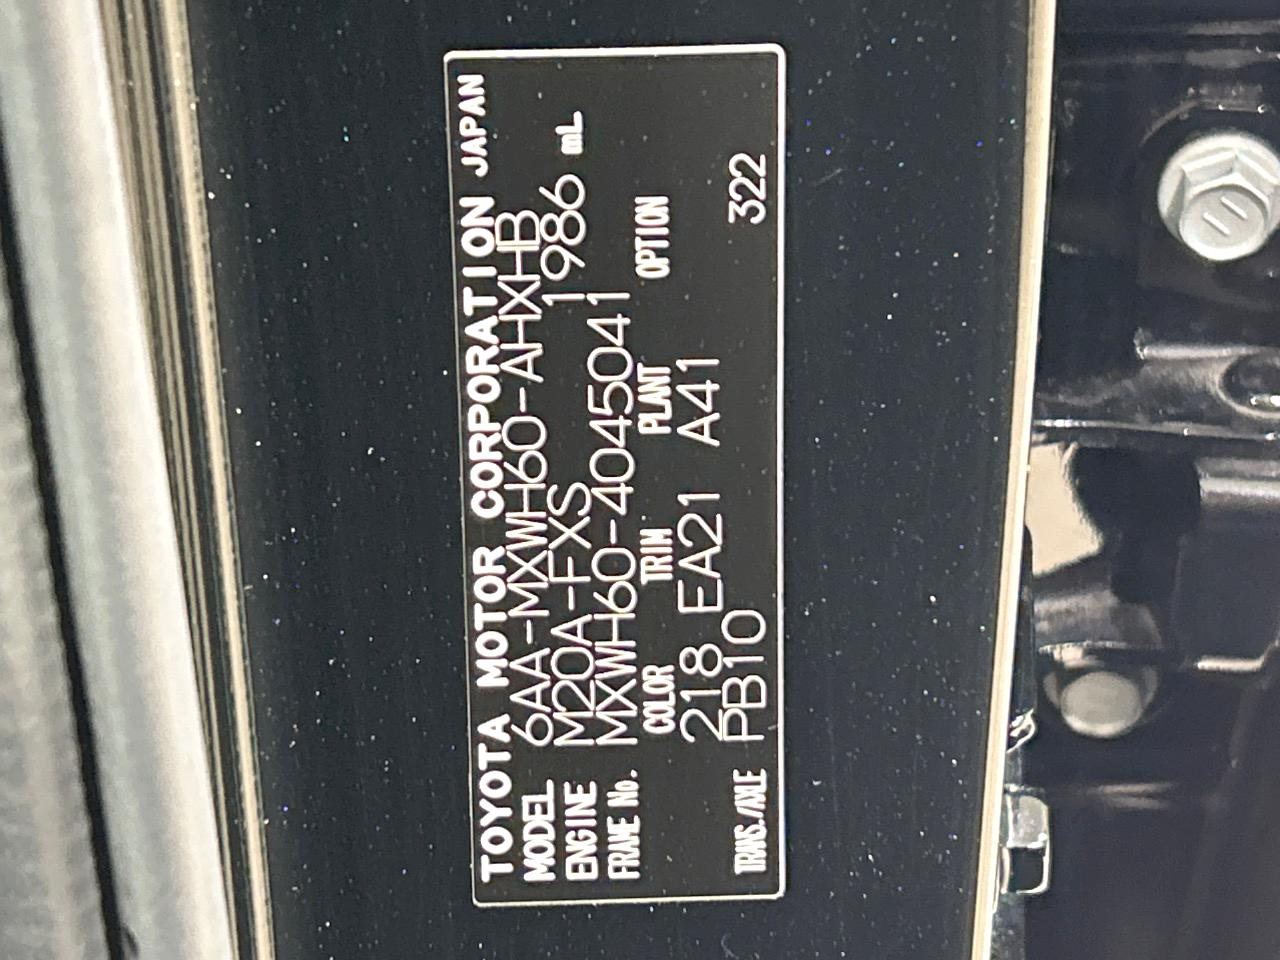 TOYOTA MOTOR CORPORATION JAPAN
MODEL 6AA-MXWH60-AHXHB
ENGINE M20A-FXS 1986 mL
FRAME No. MXWH60-4045041
COLOR TRIM PLANT OPTION
218 EA21 A41
TRANS./AXLE PB10 322